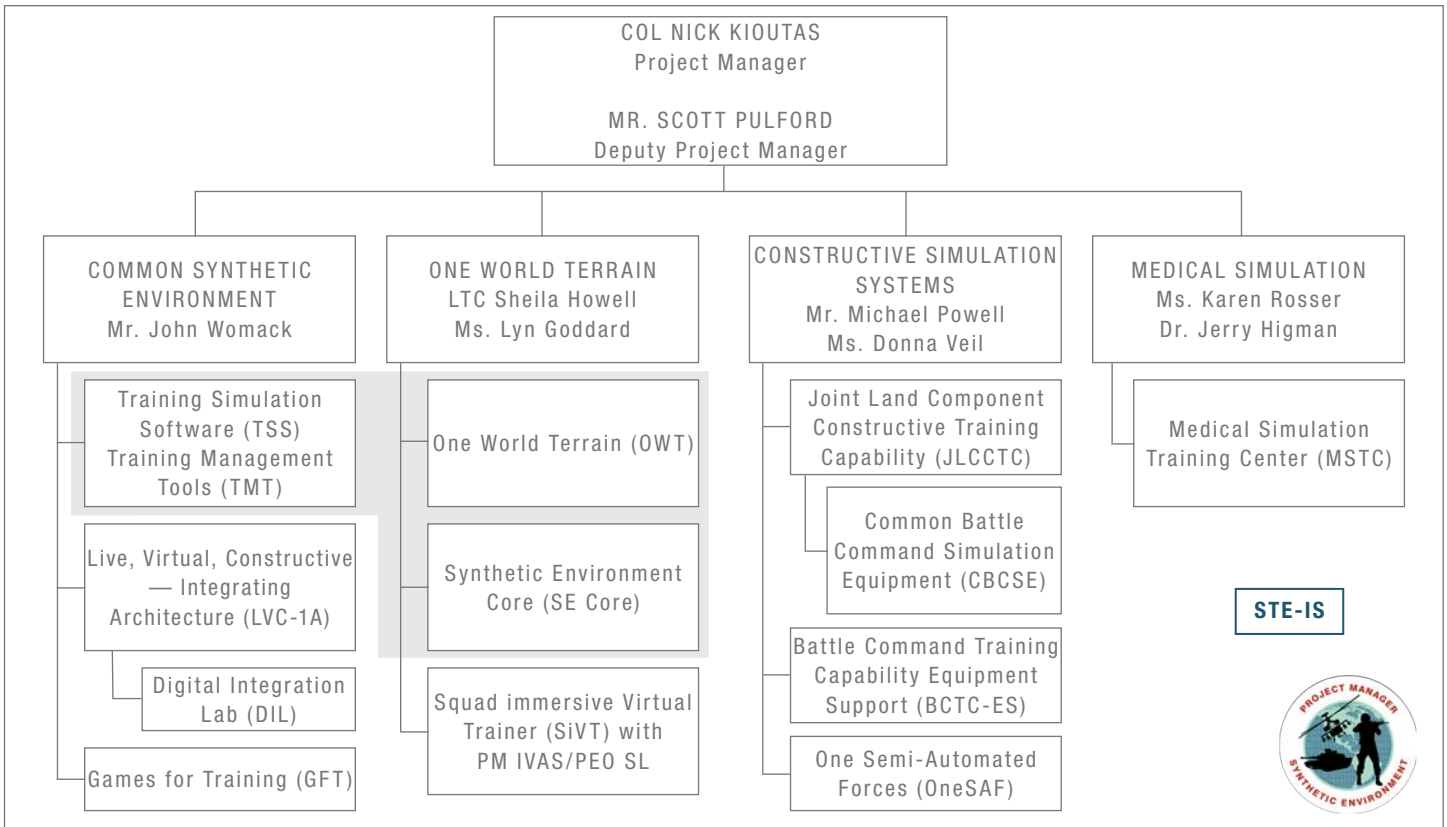 COL NICK KIOUTAS
Project Manager
MR. SCOTT PULFORD
Deputy Project Manager
COMMON SYNTHETIC
ENVIRONMENT
Mr. John Womack
ONE WORLD TERRAIN
LTC Sheila Howell
Ms. Lyn Goddard
CONSTRUCTIVE SIMULATION
SYSTEMS
Mr. Michael Powell
Ms. Donna Veil
MEDICAL SIMULATION
Ms. Karen Rosser
Dr. Jerry Higman
Training Simulation
Software (TSS)
Training Management
Tools (TMT)
Live, Virtual, Constructive
— Integrating
Architecture (LVC-1A)
Digital Integration
Lab (DIL)
Games for Training (GFT)
One World Terrain (OWT)
Synthetic Environment
Core (SE Core)
Squad immersive Virtual
Trainer (SiVT) with
PM IVAS/PEO SL
Joint Land Component
Constructive Training
Capability (JLCCTC)
Common Battle
Command Simulation
Equipment (CBCSE)
Battle Command Training
Capability Equipment
Support (BCTC-ES)
One Semi-Automated
Forces (OneSAF)
Medical Simulation
Training Center (MSTC)
STE-IS
PROJECT MANAGER
SYNTHETIC ENVIRONMENT